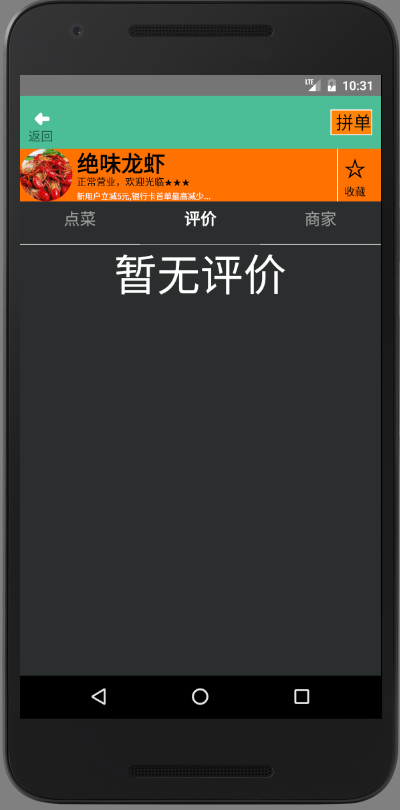 LTE 10:31
返回
拼单
绝味龙虾
正常营业，欢迎光临★★★
新用户立减5元,银行卡首单最高减少...
收藏
点菜 评价 商家
暂无评价